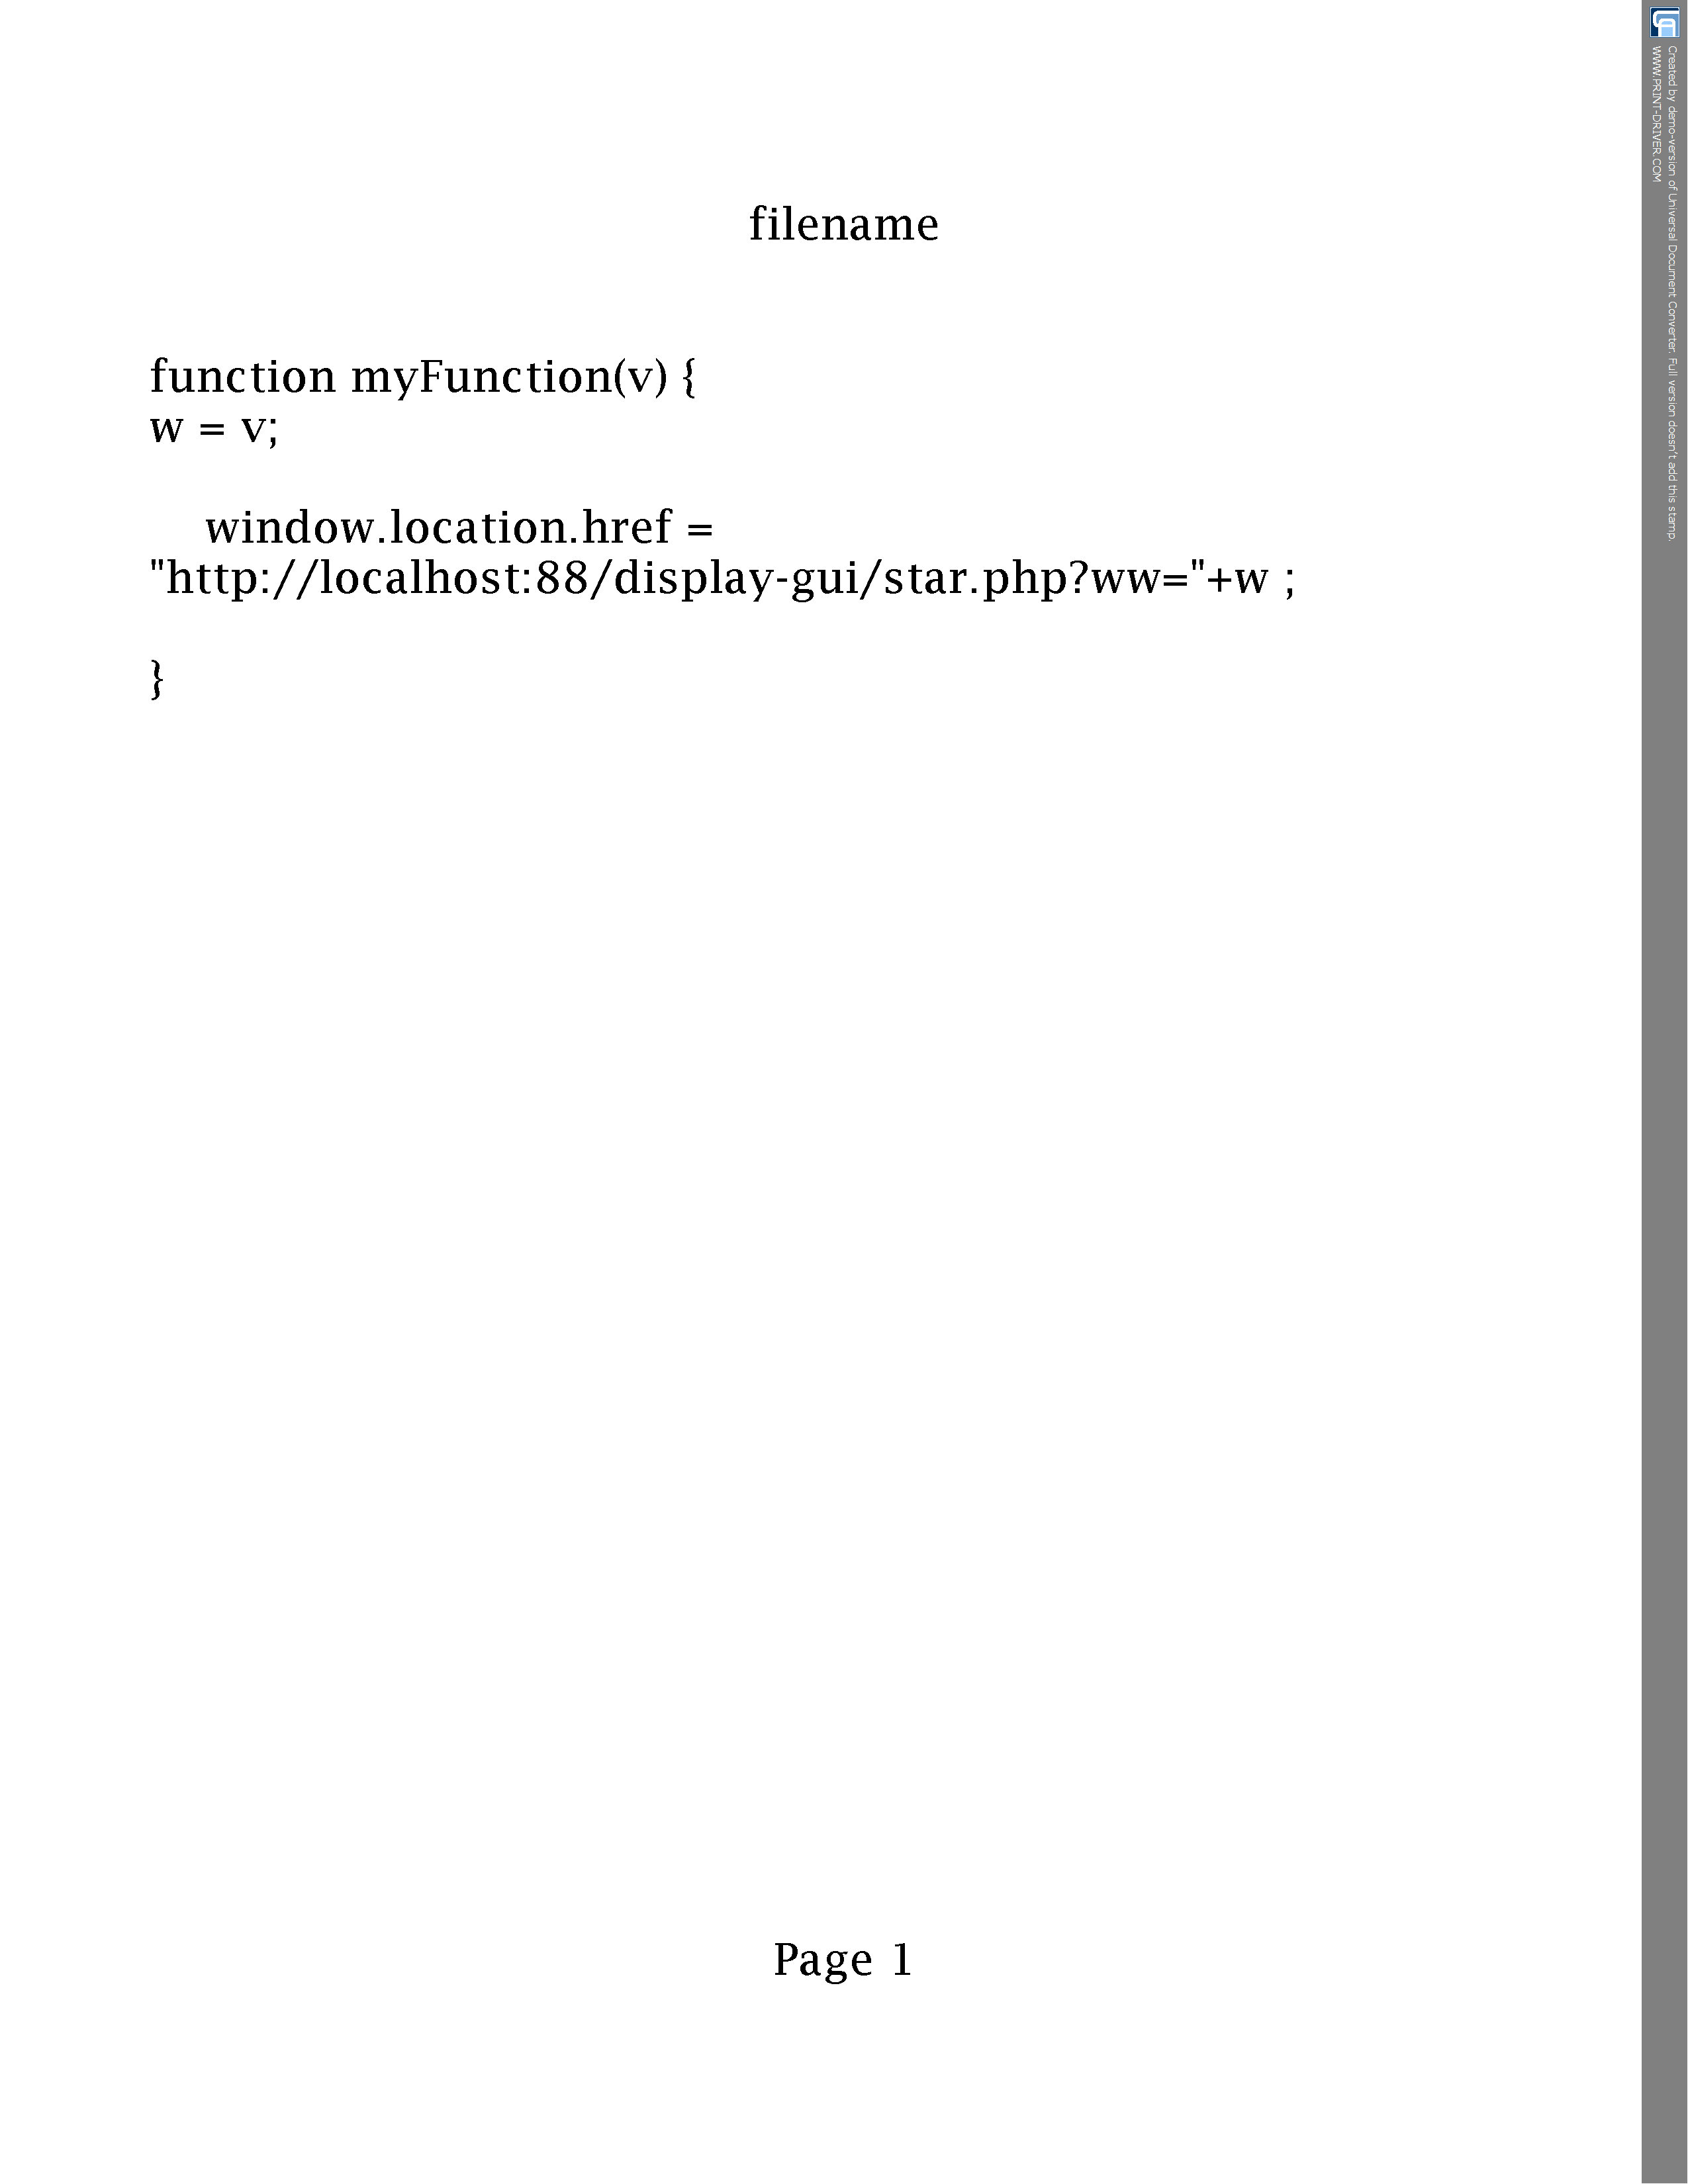 filename
function myFunction(v) {
w = v;
window.location.href =
"http://localhost:88/display-gui/star.php?ww="+w ;
}
Page 1
Created by demo-version of Universal Document Converter. Full version doesn't add this stamp.
WWW.PRINT-DRIVER.COM